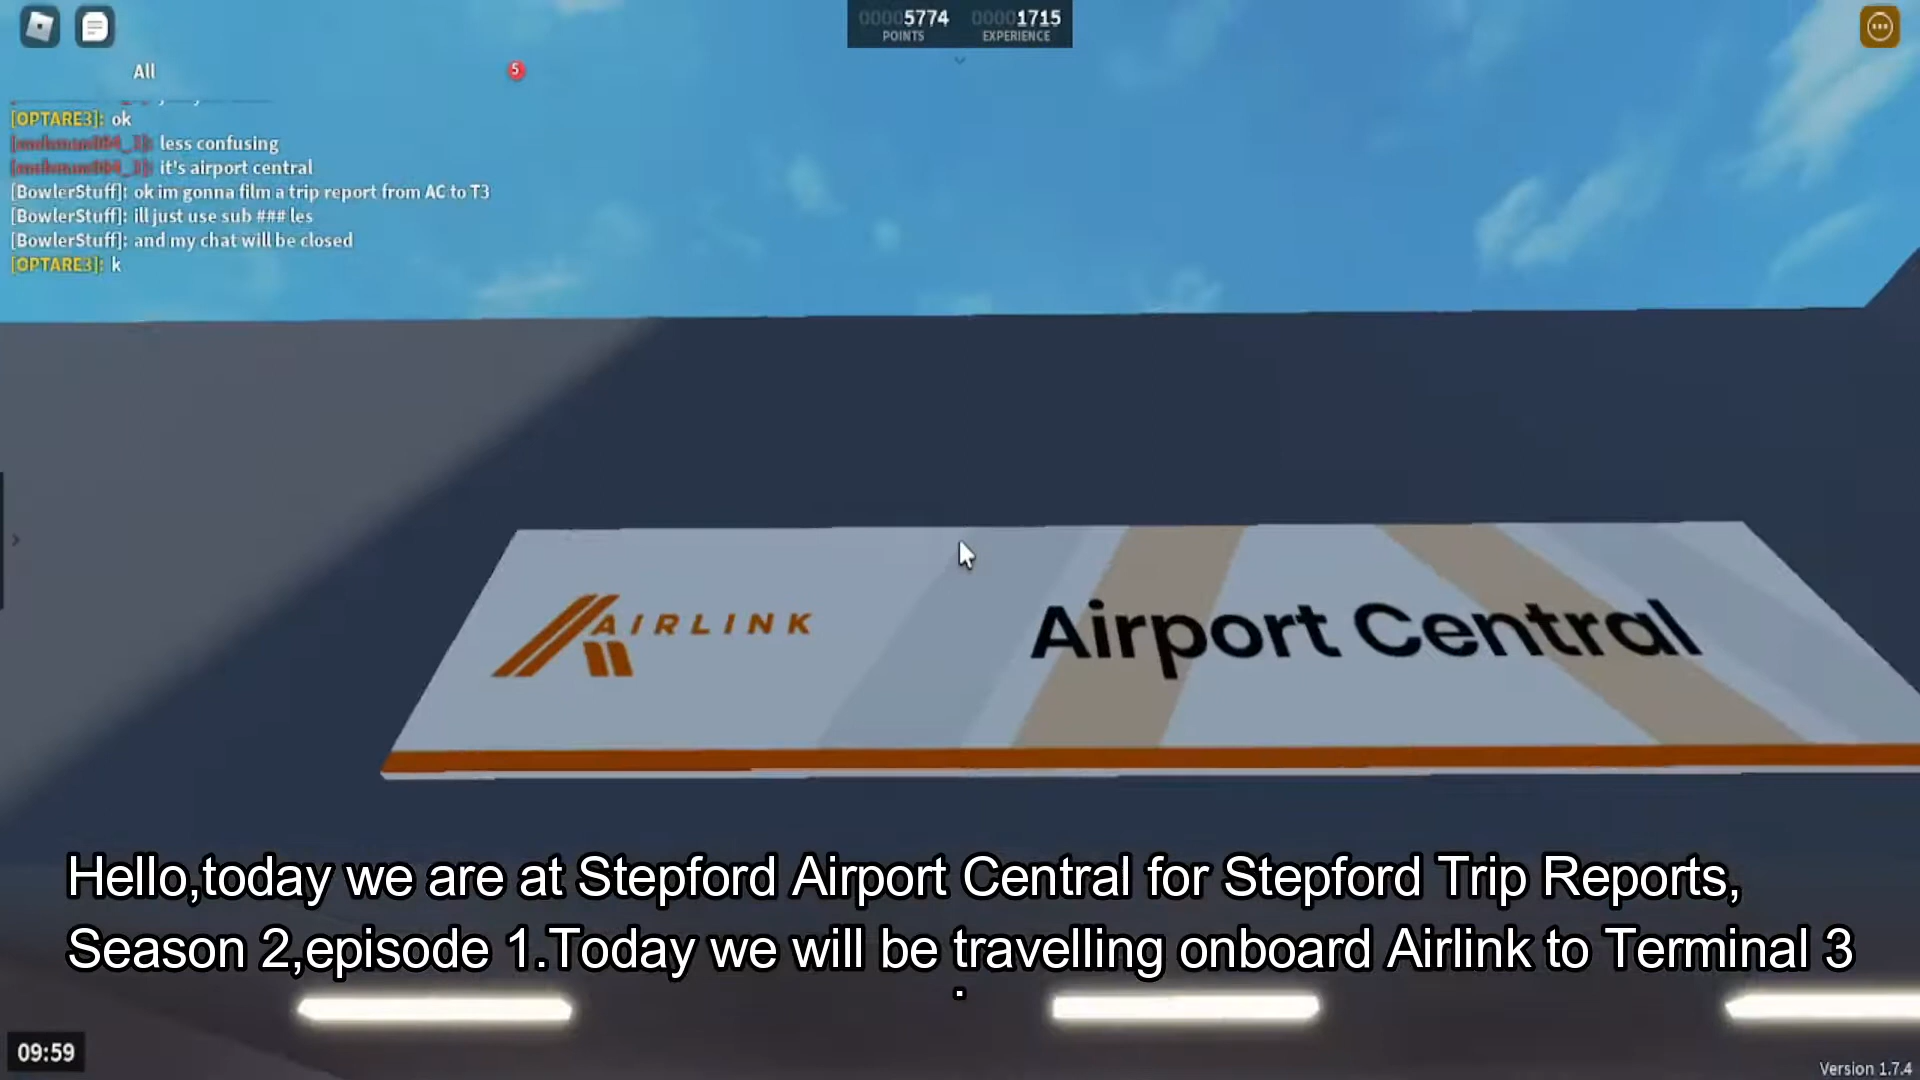 00005774 00001715
POINTS EXPERIENCE
All
5
[OPTARE3]: ok
less confusing
it's airport central
[BowlerStuff]: ok im gonna film a trip report from AC to T3
[BowlerStuff]: ill just use sub ### les
[BowlerStuff]: and my chat will be closed
[OPTARE3]: k
AIRLINK
Airport Central
Hello,today we are at Stepford Airport Central for Stepford Trip Reports,
Season 2,episode 1.Today we will be travelling onboard Airlink to Terminal 3
.
09:59
Version 1.7.4